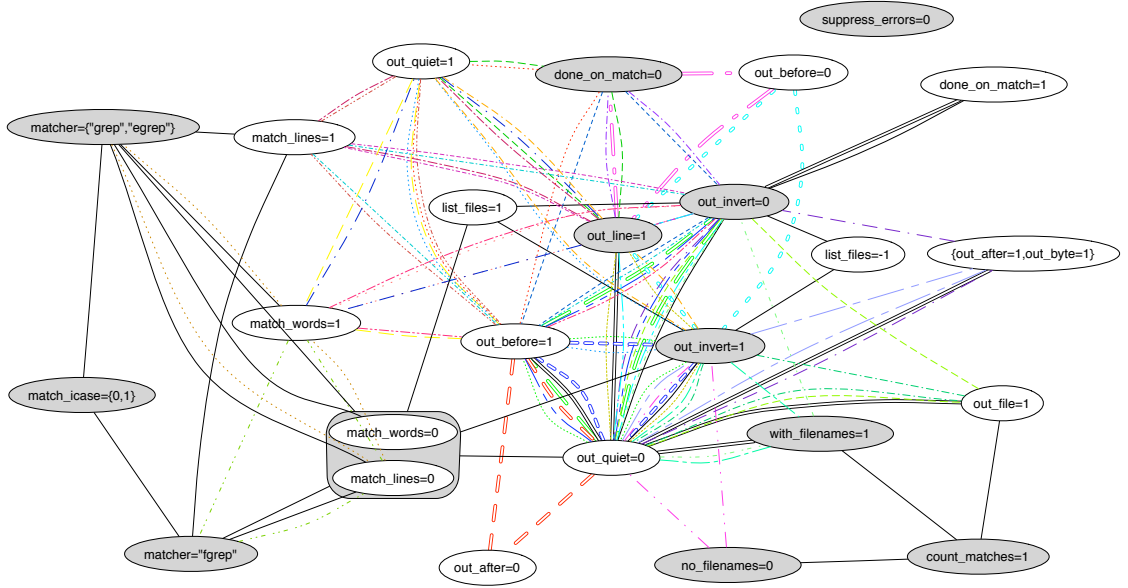 suppress_errors=0
out_quiet=1
done_on_match=0
out_before=0
done_on_match=1
matcher={"grep","egrep"}
match_lines=1
list_files=1
out_invert=0
out_line=1
list_files=-1
{out_after=1,out_byte=1}
match_words=1
out_before=1
out_invert=1
match_icase={0,1}
out_file=1
match_words=0
with_filenames=1
out_quiet=0
match_lines=0
matcher="fgrep"
out_after=0
no_filenames=0
count_matches=1